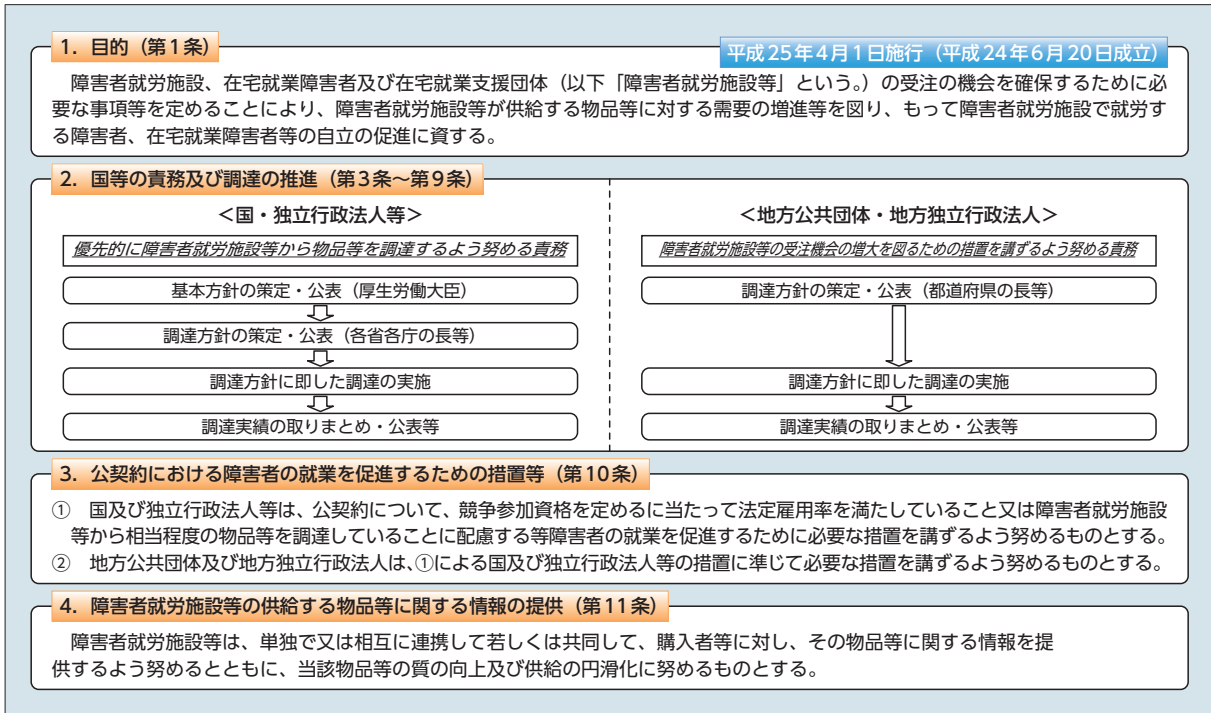 1．目的（第1条）
平成25年4月1日施行（平成24年6月20日成立）
障害者就労施設、在宅就業障害者及び在宅就業支援団体（以下「障害者就労施設等」という。）の受注の機会を確保するために必
要な事項等を定めることにより、障害者就労施設等が供給する物品等に対する需要の増進等を図り、もって障害者就労施設で就労す
る障害者、在宅就業障害者等の自立の促進に資する。
2．国等の責務及び調達の推進（第3条～第9条）
＜国・独立行政法人等＞
優先的に障害者就労施設等から物品等を調達するよう努める責務
基本方針の策定・公表（厚生労働大臣）
調達方針の策定・公表（各省各庁の長等）
調達方針に即した調達の実施
調達実績の取りまとめ・公表等
＜地方公共団体・地方独立行政法人＞
障害者就労施設等の受注機会の増大を図るための措置を講ずるよう努める責務
調達方針の策定・公表（都道府県の長等）
調達方針に即した調達の実施
調達実績の取りまとめ・公表等
3．公契約における障害者の就業を促進するための措置等（第10条）
①　国及び独立行政法人等は、公契約について、競争参加資格を定めるに当たって法定雇用率を満たしていること又は障害者就労施設
等から相当程度の物品等を調達していることに配慮する等障害者の就業を促進するために必要な措置を講ずるよう努めるものとする。
②　地方公共団体及び地方独立行政法人は、①による国及び独立行政法人等の措置に準じて必要な措置を講ずるよう努めるものとする。
4．障害者就労施設等の供給する物品等に関する情報の提供（第11条）
障害者就労施設等は、単独で又は相互に連携して若しくは共同して、購入者等に対し、その物品等に関する情報を提
供するよう努めるとともに、当該物品等の質の向上及び供給の円滑化に努めるものとする。